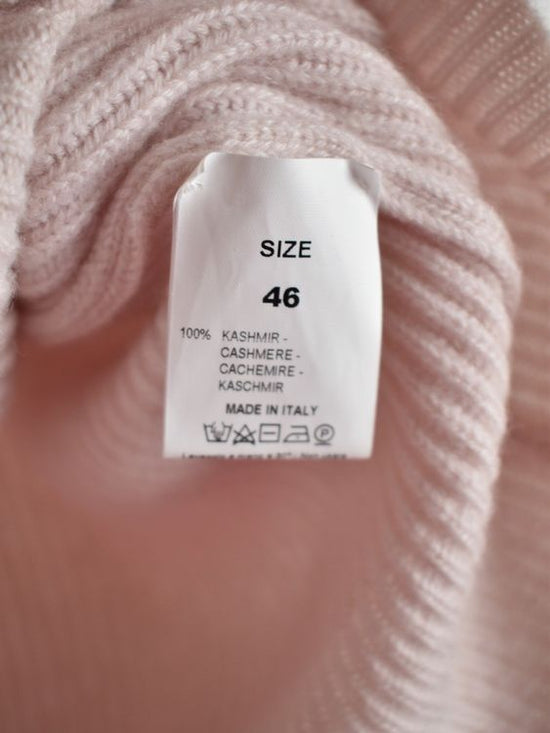 SIZE
46
100% KASHMIR -
CASHMERE -
CACHEMIRE -
KASCHMIR
MADE IN ITALY
P